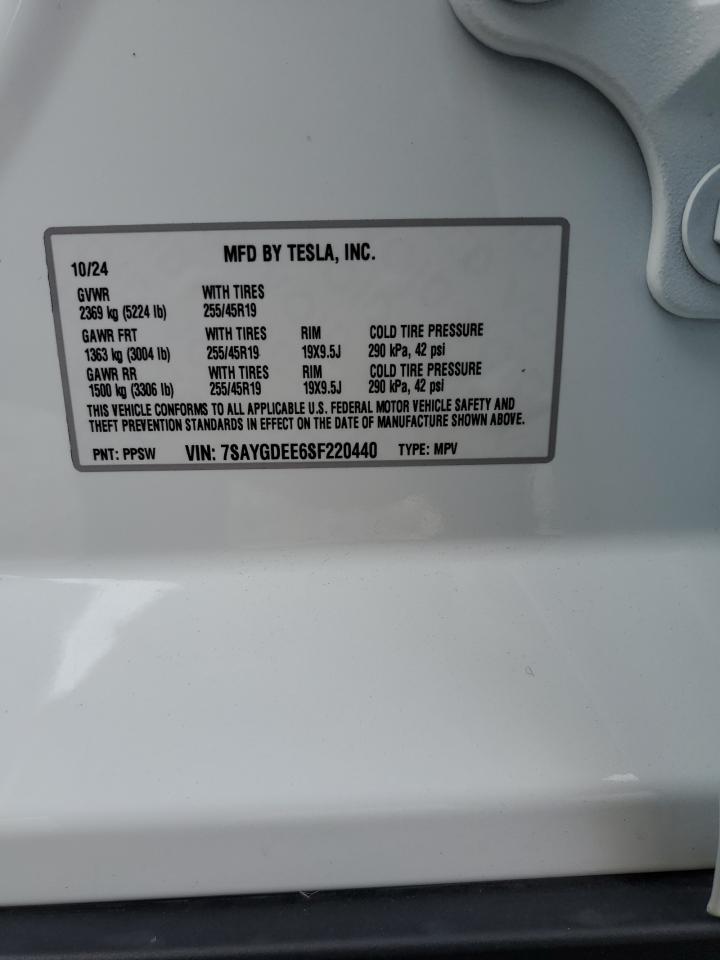 MFD BY TESLA, INC.
10/24
GVWR WITH TIRES
2369 kg (5224 lb) 255/45R19
GAWR FRT WITH TIRES RIM COLD TIRE PRESSURE
1363 kg (3004 lb) 255/45R19 19X9.5J 290 kPa, 42 psi
GAWR RR WITH TIRES RIM COLD TIRE PRESSURE
1500 kg (3306 lb) 255/45R19 19X9.5J 290 kPa, 42 psi
THIS VEHICLE CONFORMS TO ALL APPLICABLE U.S. FEDERAL MOTOR VEHICLE SAFETY AND
THEFT PREVENTION STANDARDS IN EFFECT ON THE DATE OF MANUFACTURE SHOWN ABOVE.
PNT: PPSW VIN: 7SAYGDEE6SF220440 TYPE: MPV